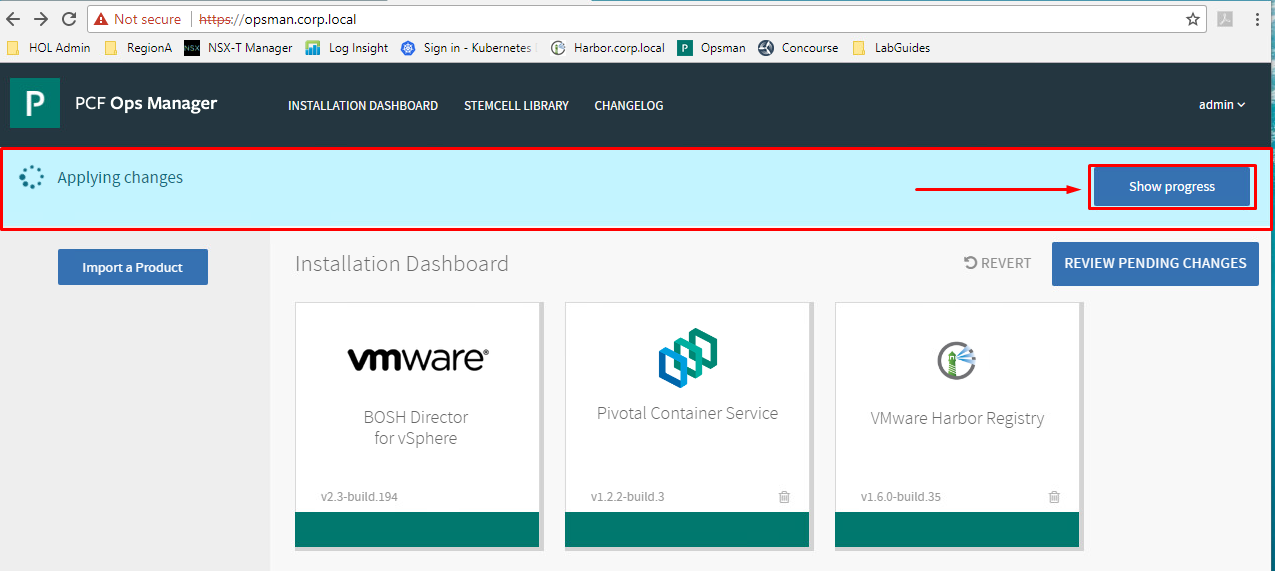 Not secure | https://opsman.corp.local
HOL Admin RegionA NSX NSX-T Manager Log Insight Sign in - Kubernetes Harbor.corp.local P Opsman Concourse LabGuides
P PCF Ops Manager INSTALLATION DASHBOARD STEMCELL LIBRARY CHANGELOG admin
Applying changes Show progress
Import a Product Installation Dashboard REVERT REVIEW PENDING CHANGES
vmware®
BOSH Director
for vSphere
v2.3-build.194
Pivotal Container Service
v1.2.2-build.3
VMware Harbor Registry
v1.6.0-build.35